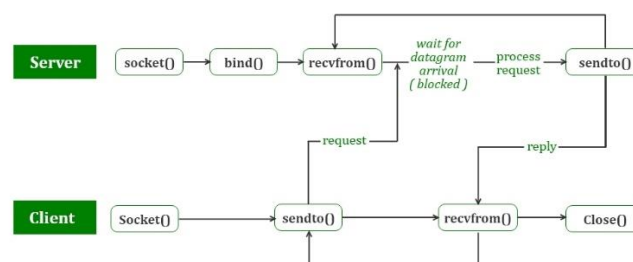 Server
socket()
bind()
recvfrom()
wait for
datagram
arrival
( blocked )
process
request
sendto()
request
reply
Client
Socket()
sendto()
recvfrom()
Close()